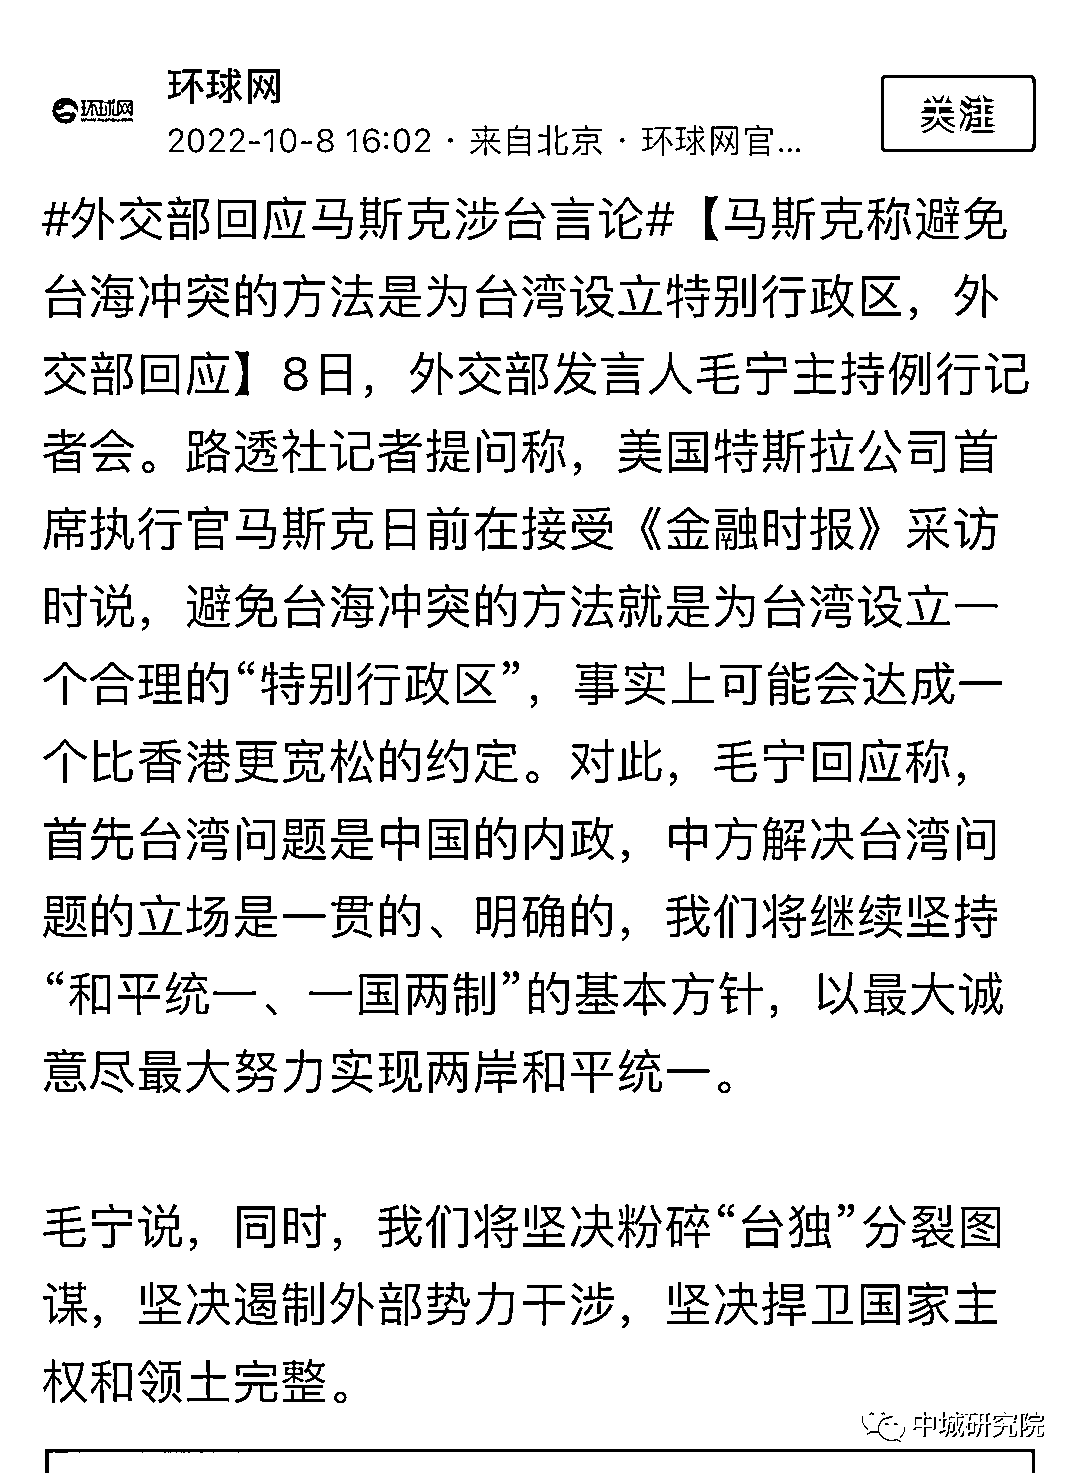 环球网
环球网
2022-10-8 16:02 · 来自北京 · 环球网官...
关注
#外交部回应马斯克涉台言论#【马斯克称避免
台海冲突的方法是为台湾设立特别行政区，外
交部回应】8日，外交部发言人毛宁主持例行记
者会。路透社记者提问称，美国特斯拉公司首
席执行官马斯克日前在接受《金融时报》采访
时说，避免台海冲突的方法就是为台湾设立一
个合理的“特别行政区”，事实上可能会达成一
个比香港更宽松的约定。对此，毛宁回应称，
首先台湾问题是中国的内政，中方解决台湾问
题的立场是一贯的、明确的，我们将继续坚持
“和平统一、一国两制”的基本方针，以最大诚
意尽最大努力实现两岸和平统一。
毛宁说，同时，我们将坚决粉碎“台独”分裂图
谋，坚决遏制外部势力干涉，坚决捍卫国家主
权和领土完整。
中城研究院